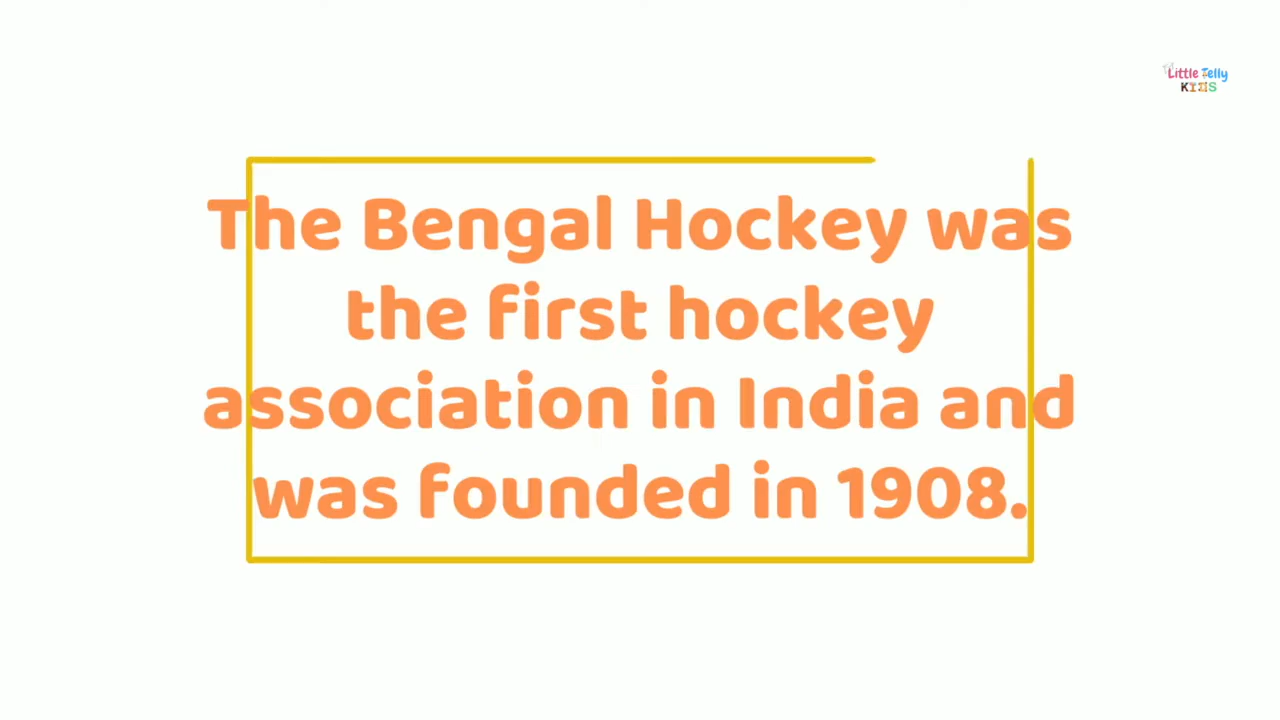 Little Telly
KIDS
The Bengal Hockey was
the first hockey
association in India and
was founded in 1908.